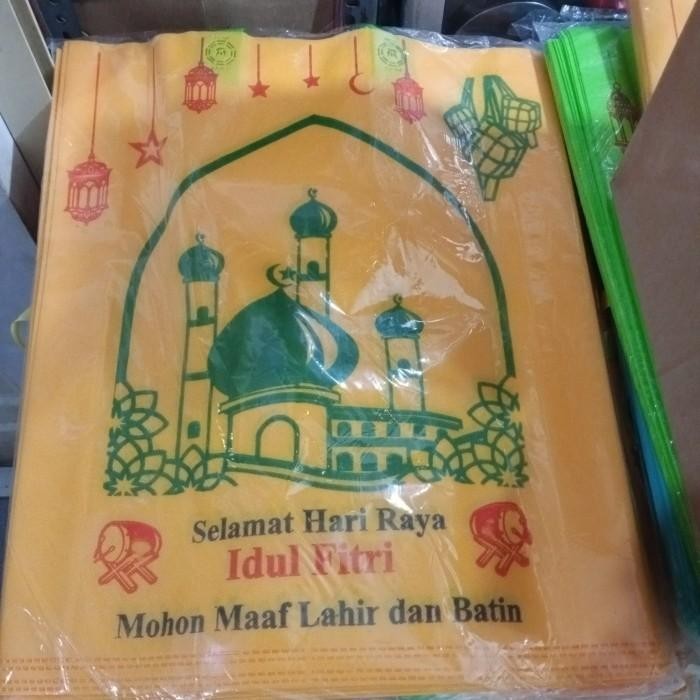 Selamat Hari Raya
Idul Fitri
Mohon Maaf Lahir dan Batin